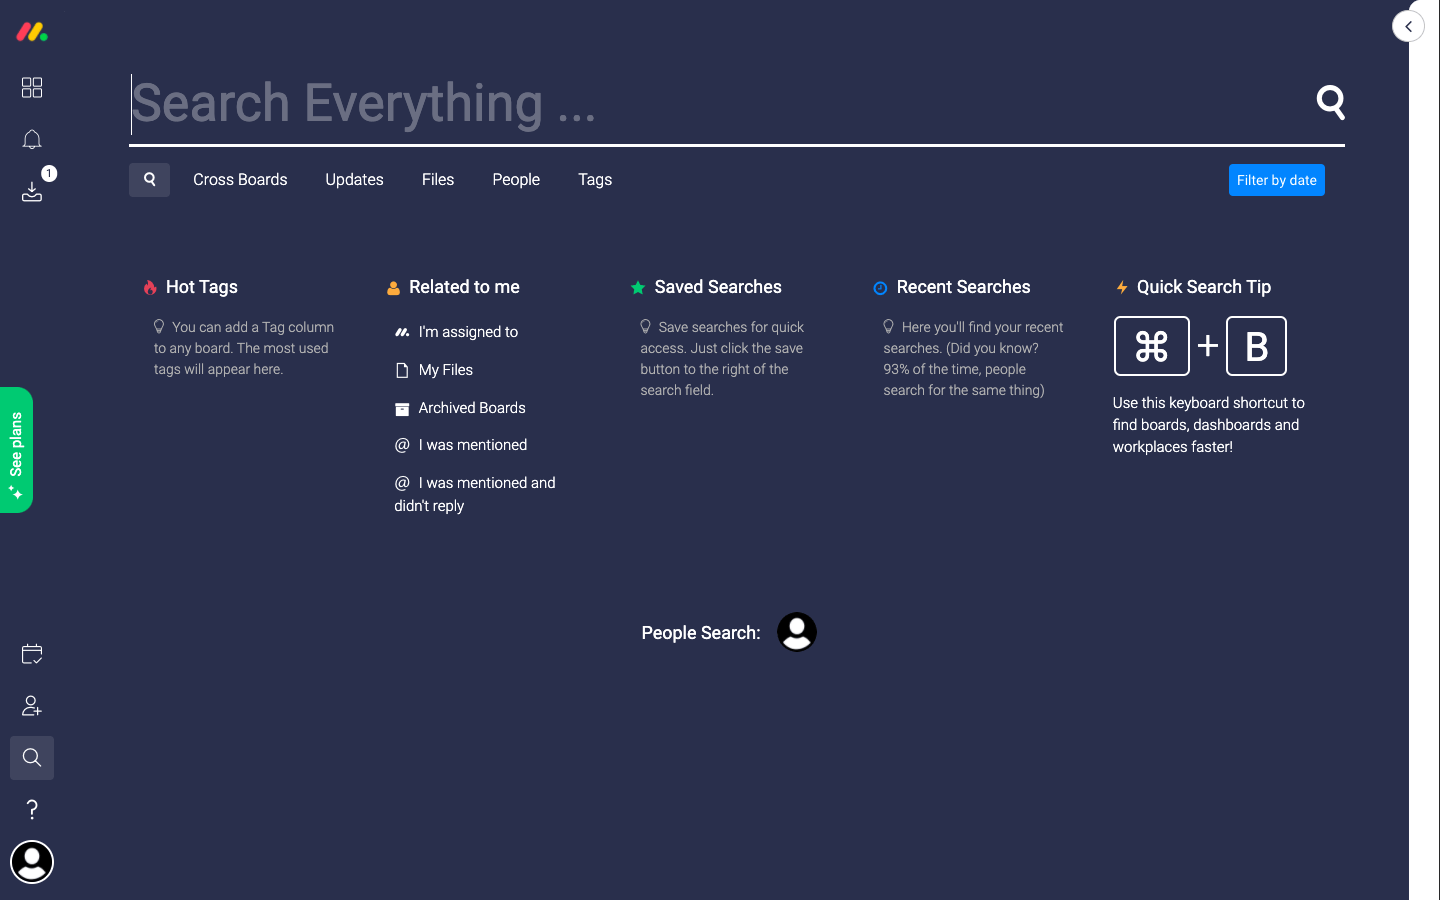 Search Everything ...
1
Cross Boards
Updates
Files
People
Tags
Filter by date
Hot Tags
You can add a Tag column
to any board. The most used
tags will appear here.
Related to me
I'm assigned to
My Files
Archived Boards
@ I was mentioned
@ I was mentioned and
didn't reply
Saved Searches
Save searches for quick
access. Just click the save
button to the right of the
search field.
Recent Searches
Here you'll find your recent
searches. (Did you know?
93% of the time, people
search for the same thing)
Quick Search Tip
⌘ + B
Use this keyboard shortcut to
find boards, dashboards and
workplaces faster!
See plans
People Search:
?